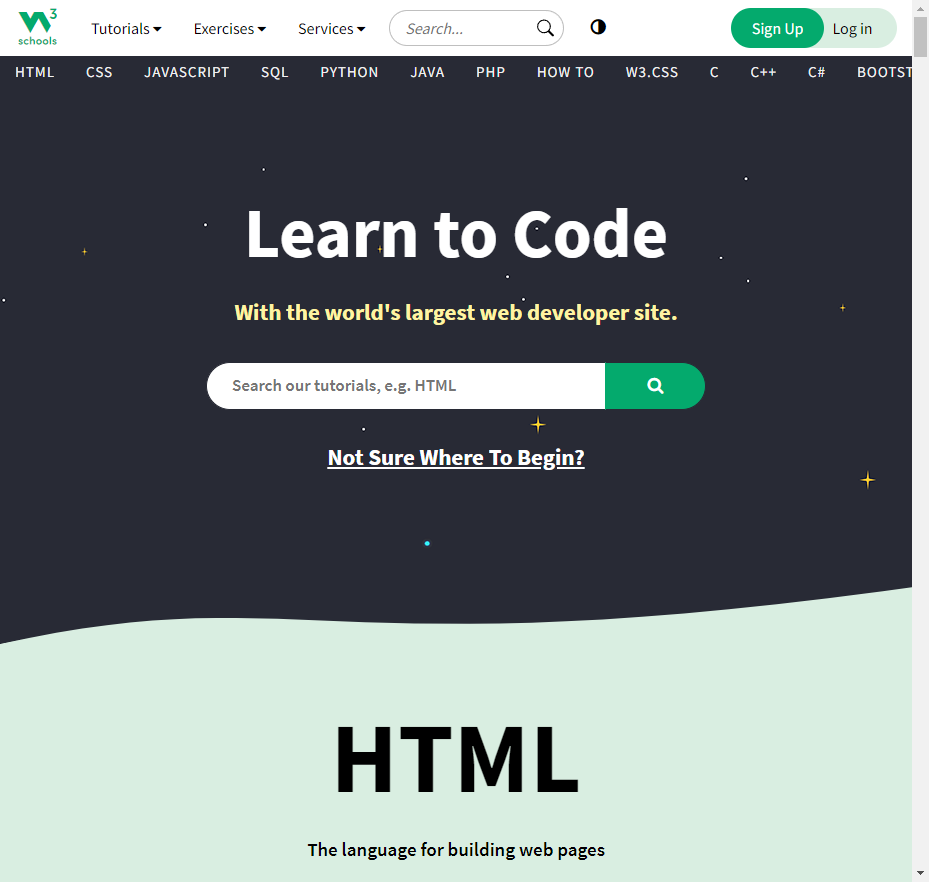 3
schools
Tutorials
Exercises
Services
Search...
Sign Up
Log in
HTML CSS JAVASCRIPT SQL PYTHON JAVA PHP HOW TO W3.CSS C C++ C# BOOTST
Learn to Code
With the world's largest web developer site.
Search our tutorials, e.g. HTML
Not Sure Where To Begin?
HTML
The language for building web pages